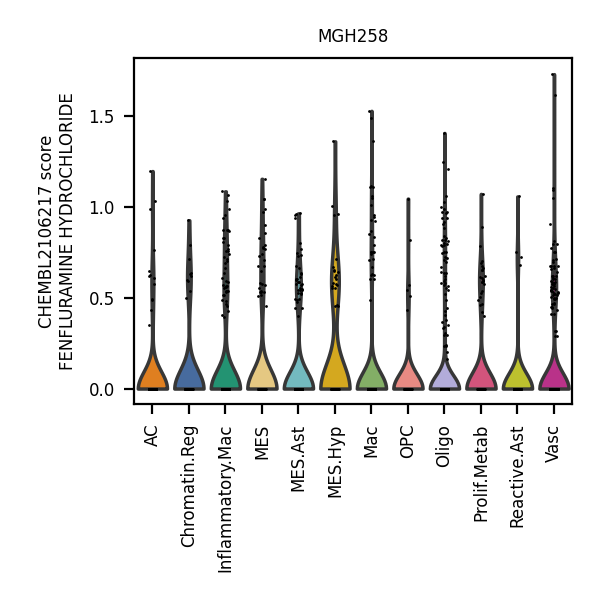 MGH258
CHEMBL2106217 score
FENFLURAMINE HYDROCHLORIDE
1.5
1.0
0.5
0.0
AC
Chromatin.Reg
Inflammatory.Mac
MES
MES.Ast
MES.Hyp
Mac
OPC
Oligo
Prolif.Metab
Reactive.Ast
Vasc